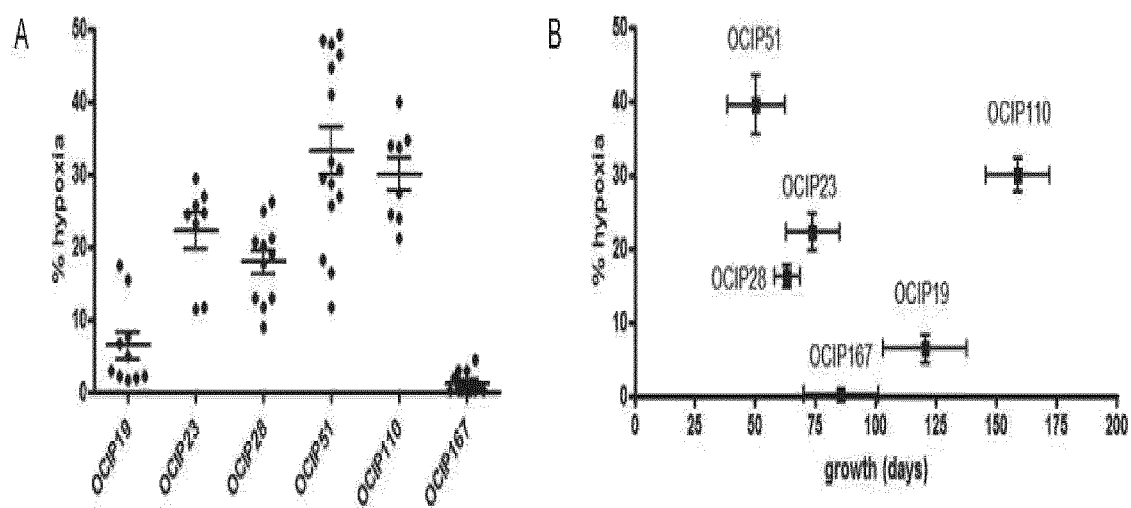 A
50
40
30
20
10
0
% hypoxia
OCIP19
OCIP23
OCIP28
OCIP51
OCIP110
OCIP167
B
50
40
30
20
10
0
% hypoxia
OCIP51
OCIP110
OCIP23
OCIP28
OCIP19
OCIP167
0 25 50 75 100 125 150 175 200
growth (days)